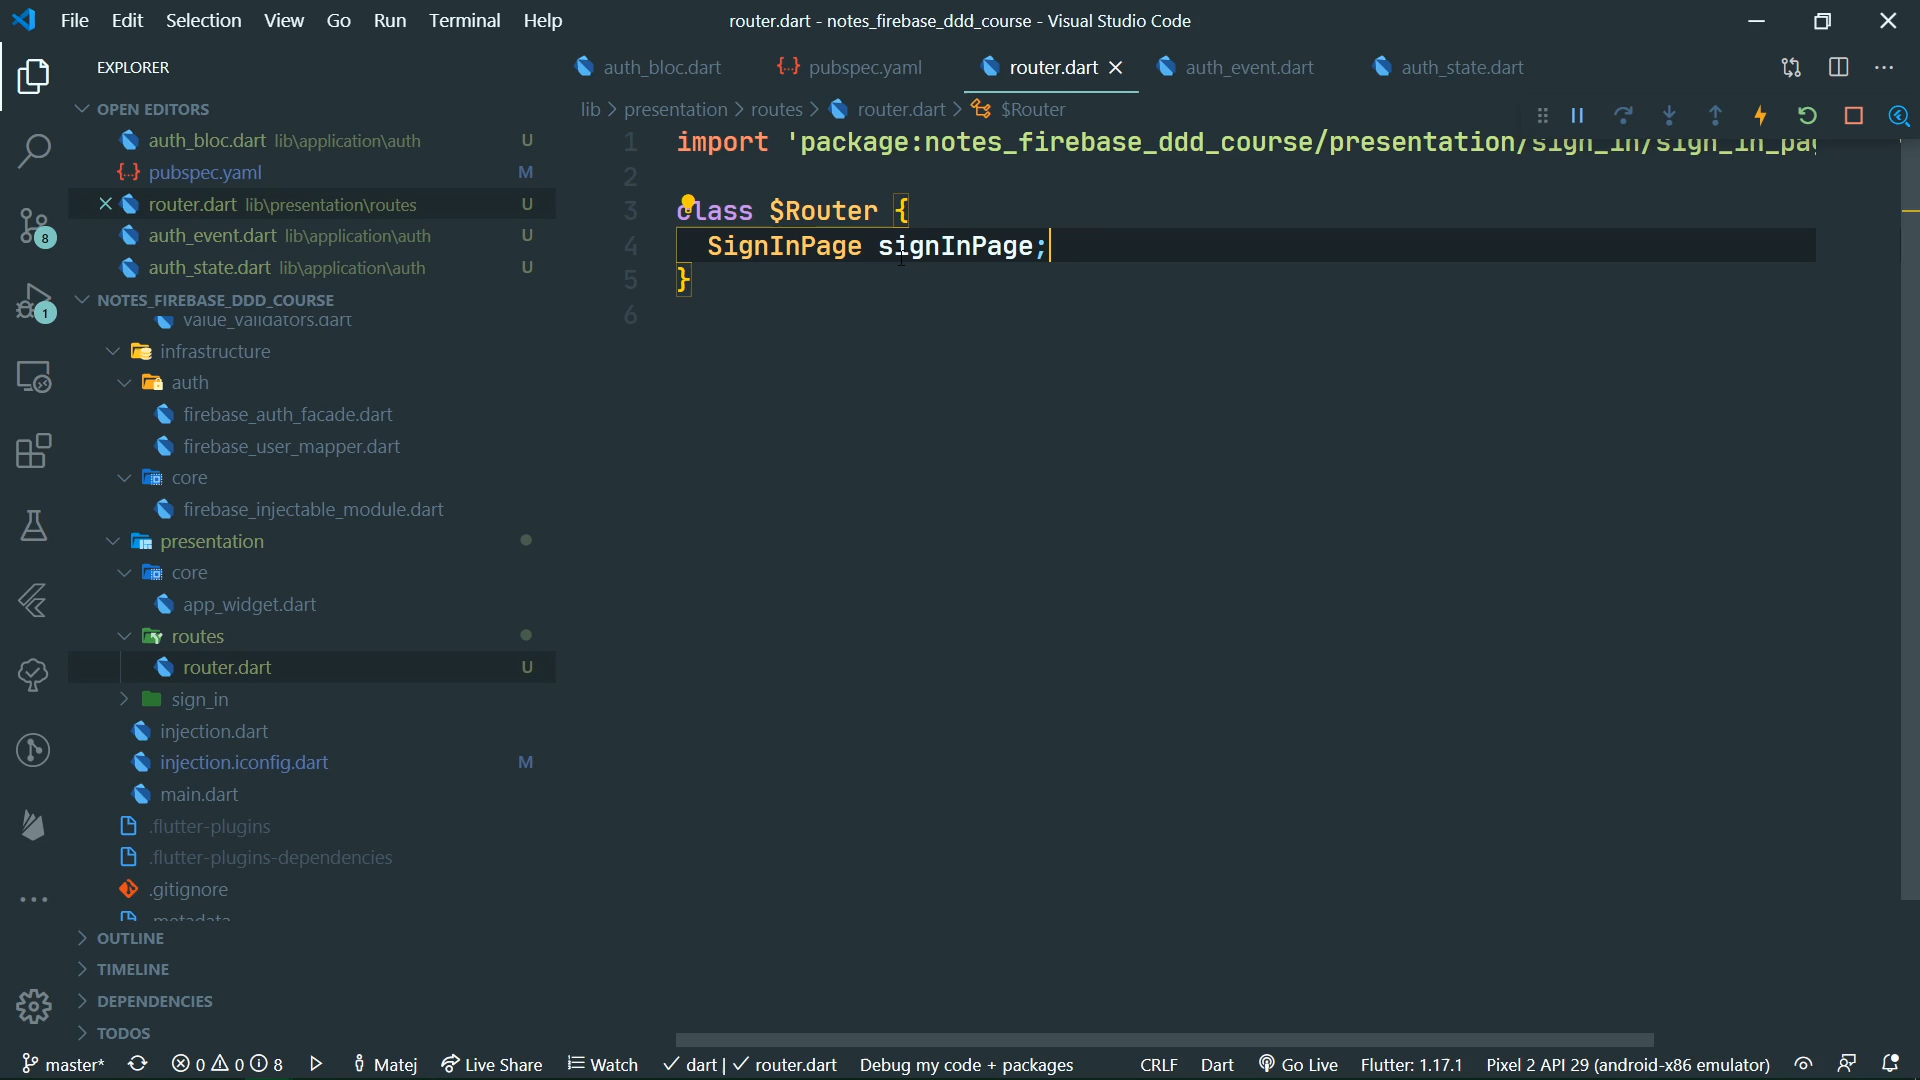 File Edit Selection View Go Run Terminal Help
router.dart - notes_firebase_ddd_course - Visual Studio Code
EXPLORER
auth_bloc.dart
pubspec.yaml
router.dart
auth_event.dart
auth_state.dart
lib > presentation > routes > router.dart > $Router
OPEN EDITORS
auth_bloc.dart lib\application\auth U
pubspec.yaml M
router.dart lib\presentation\routes U
auth_event.dart lib\application\auth U
auth_state.dart lib\application\auth U
NOTES_FIREBASE_DDD_COURSE
value_validators.dart
infrastructure
auth
firebase_auth_facade.dart
firebase_user_mapper.dart
core
firebase_injectable_module.dart
presentation
core
app_widget.dart
routes
router.dart U
sign_in
injection.dart
injection.iconfig.dart M
main.dart
.flutter-plugins
.flutter-plugins-dependencies
.gitignore
.metadata
OUTLINE
TIMELINE
DEPENDENCIES
TODOS
8
1
1 import 'package:notes_firebase_ddd_course/presentation/sign_in/sign_in_pa
2
3 class $Router {
4 SignInPage signInPage;
5 }
6
master* 0 0 8 Matej Live Share Watch dart | router.dart Debug my code + packages CRLF Dart Go Live Flutter: 1.17.1 Pixel 2 API 29 (android-x86 emulator)